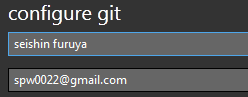 configure git
seishin furuya
spw0022@gmail.com